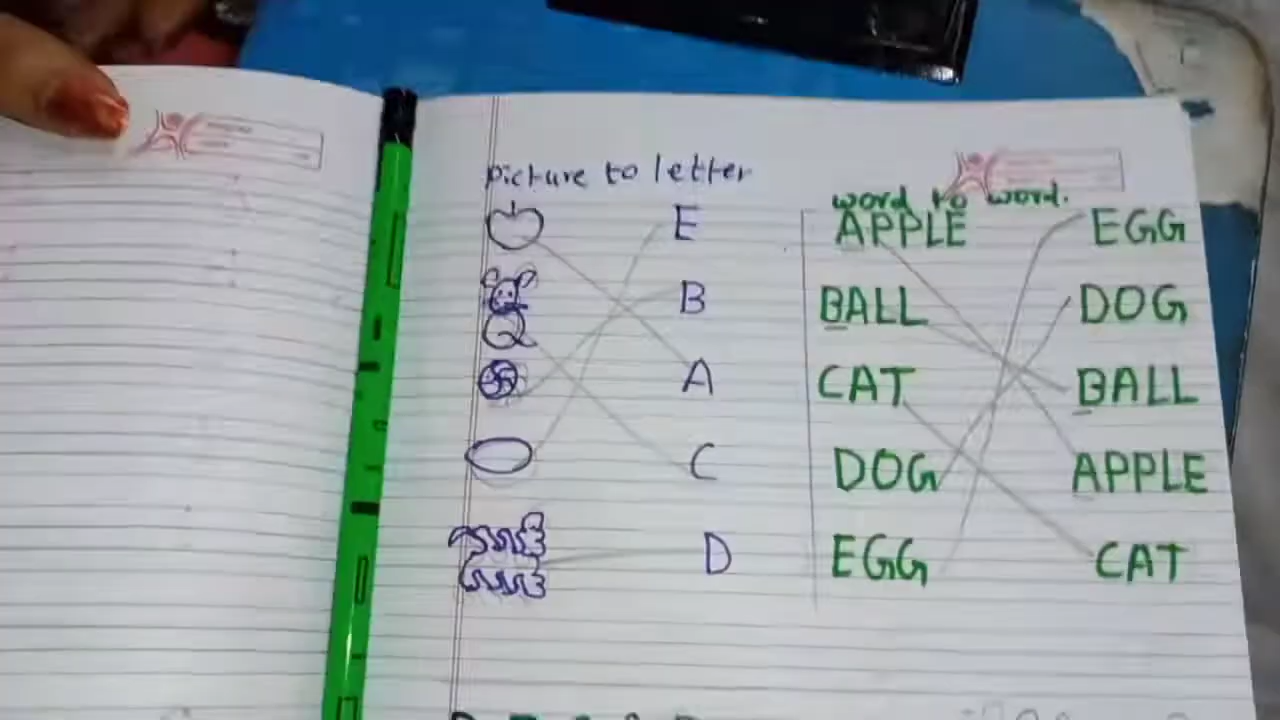 picture to letter
word to word.
E
B
A
C
D
APPLE EGG
BALL DOG
CAT BALL
DOG APPLE
EGG CAT